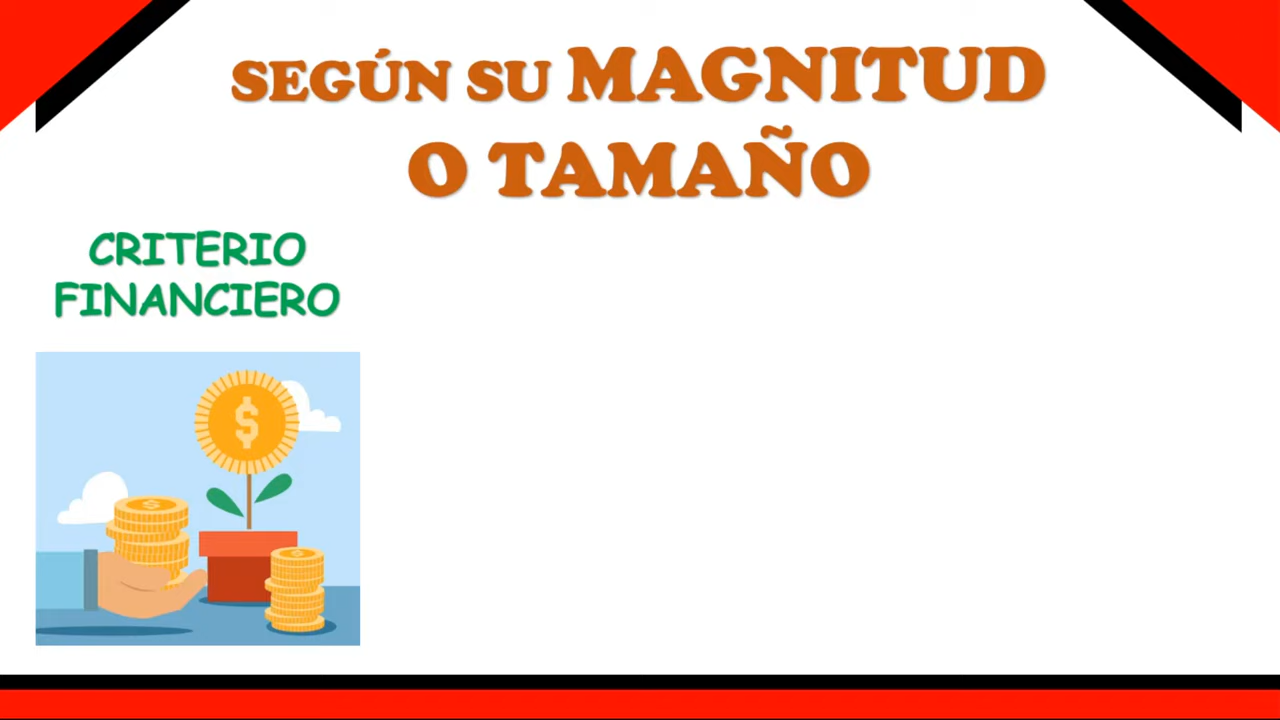 SEGÚN SU MAGNITUD
O TAMAÑO
CRITERIO
FINANCIERO
$
$
$